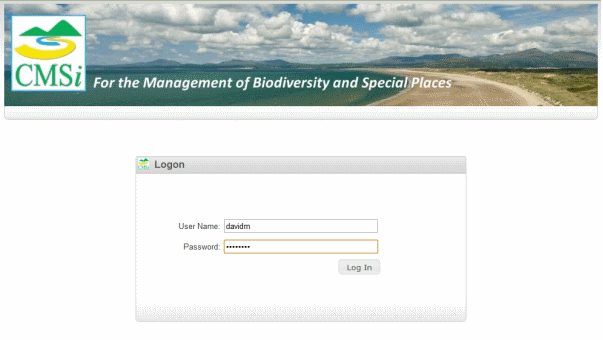 CMSi
For the Management of Biodiversity and Special Places
Logon
User Name: davidm
Password: ••••••••
Log In